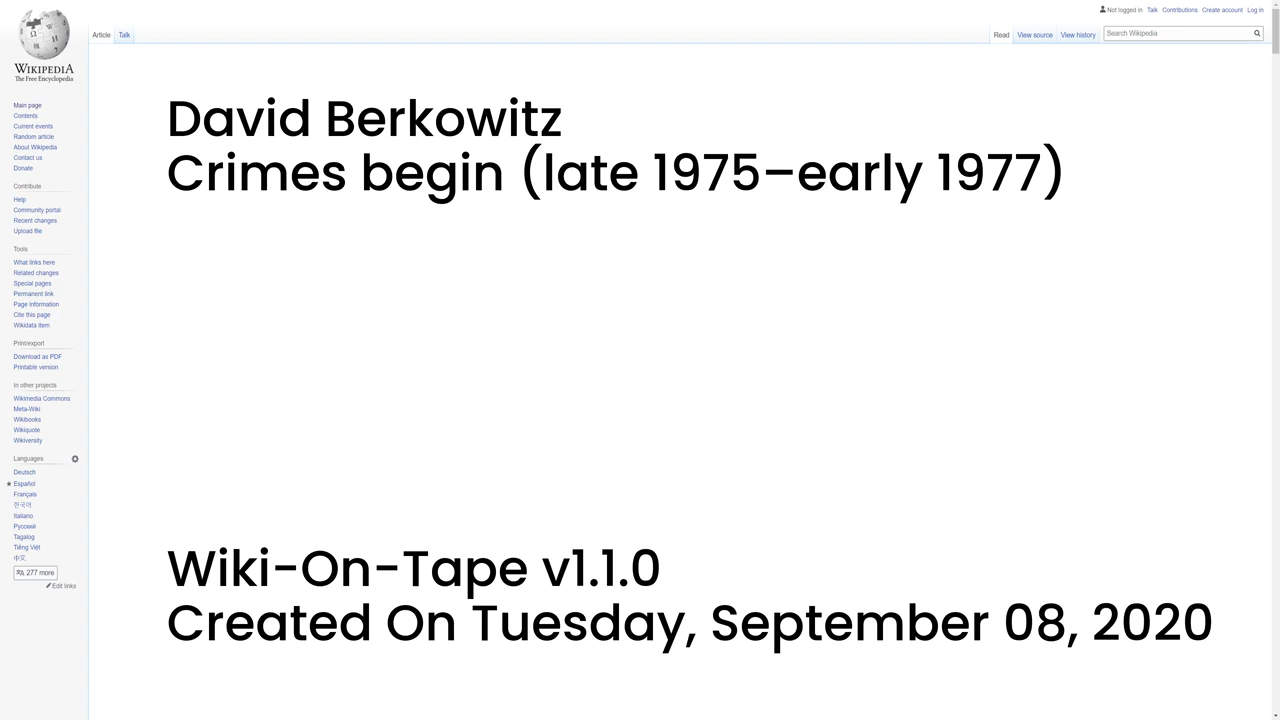 Not logged in Talk Contributions Create account Log in
Article Talk Read View source View history Search Wikipedia
WIKIPEDIA
The Free Encyclopedia
Main page
Contents
Current events
Random article
About Wikipedia
Contact us
Donate
Contribute
Help
Community portal
Recent changes
Upload file
Tools
What links here
Related changes
Special pages
Permanent link
Page information
Cite this page
Wikidata item
Print/export
Download as PDF
Printable version
In other projects
Wikimedia Commons
Meta-Wiki
Wikibooks
Wikiquote
Wikiversity
Languages
Deutsch
Español
Français
한국어
Italiano
Русский
Tagalog
Tiếng Việt
中文
277 more
Edit links
David Berkowitz
Crimes begin (late 1975–early 1977)
Wiki-On-Tape v1.1.0
Created On Tuesday, September 08, 2020